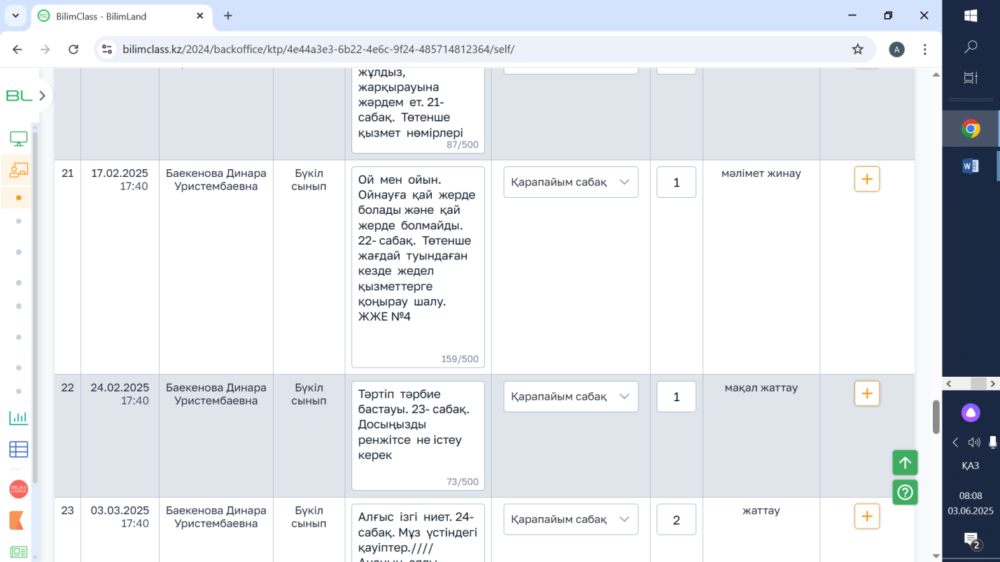 BilimClass - BilimLand
bilimclass.kz/2024/backoffice/ktp/4e44a3e3-6b22-4e6c-9f24-485714812364/self/
A
BL
жұлдыз,
жарқырауына
жәрдем ет. 21-
сабақ. Төтенше
қызмет нөмірлері
87/500
21
17.02.2025
17:40
Баекенова Динара
Уристембаевна
Бүкіл
сынып
Ой мен ойын.
Ойнауға қай жерде
болады және қай
жерде болмайды.
22- сабақ. Төтенше
жағдай туындаған
кезде жедел
қызметтерге
қоңырау шалу.
ЖЖЕ №4
159/500
Қарапайым сабақ
1
мәлімет жинау
+
22
24.02.2025
17:40
Баекенова Динара
Уристембаевна
Бүкіл
сынып
Тәртіп тәрбие
бастауы. 23- сабақ.
Досыңызды
ренжітсе не істеу
керек
73/500
Қарапайым сабақ
1
мақал жаттау
+
23
03.03.2025
17:40
Баекенова Динара
Уристембаевна
Бүкіл
сынып
Алғыс ізгі ниет. 24-
сабақ. Мұз үстіндегі
қауіптер.////
Қарапайым сабақ
2
жаттау
+
BILIM
USTAZ
W
ҚАЗ
08:08
03.06.2025
2